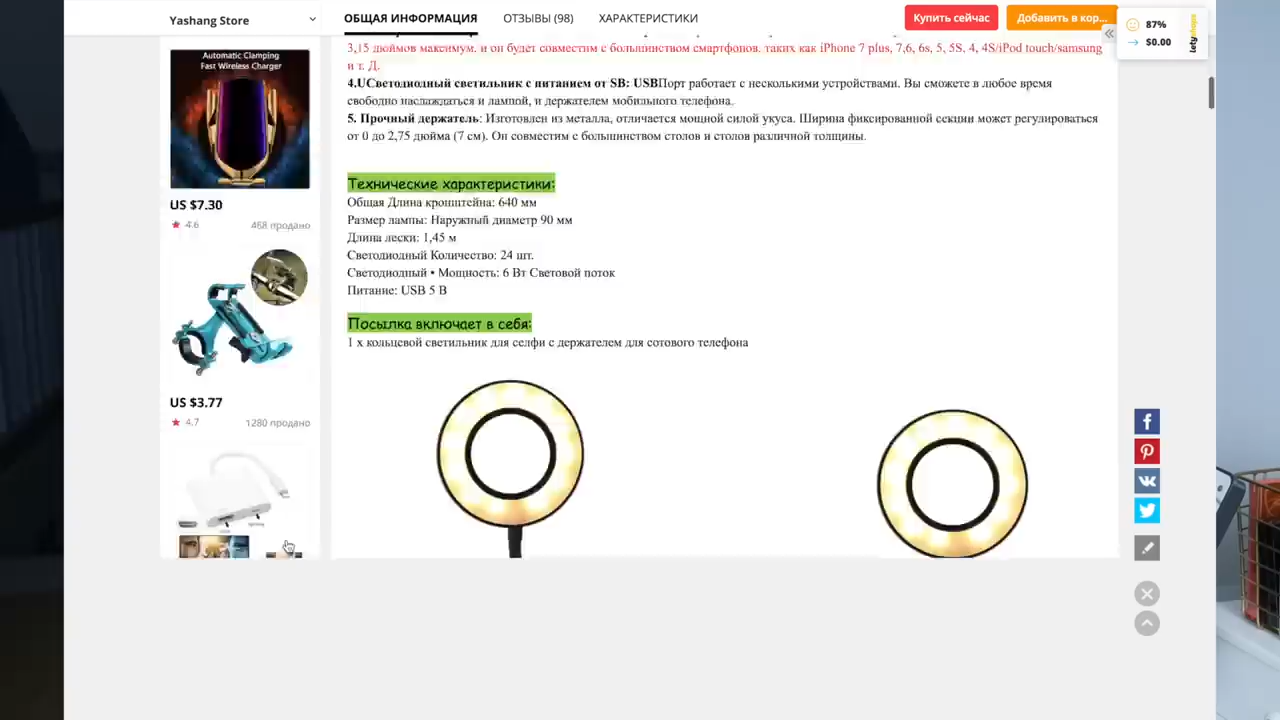 Yashang Store
ОБЩАЯ ИНФОРМАЦИЯ
ОТЗЫВЫ (98)
ХАРАКТЕРИСТИКИ
Купить сейчас
Добавить в кор...
87%
$0.00
Automatic Clamping
Fast Wireless Charger
US $7.30
4.6
468 продано
US $3.77
4.7
1280 продано
3,15 дюймов максимум. и он будет совместим с большинством смартфонов. таких как iPhone 7 plus, 7,6, 6s, 5, 5S, 4, 4S/iPod touch/samsung
и т. Д.
4.UСветодиодный светильник с питанием от SB: USBПорт работает с несколькими устройствами. Вы сможете в любое время
свободно наслаждаться и лампой, и держателем мобильного телефона.
5. Прочный держатель: Изготовлен из металла, отличается мощной силой укуса. Ширина фиксированной секции может регулироваться
от 0 до 2,75 дюйма (7 см). Он совместим с большинством столов и столов различной толщины.
Технические характеристики:
Общая Длина кронштейна: 640 мм
Размер лампы: Наружный диаметр 90 мм
Длина лески: 1,45 м
Светодиодный Количество: 24 шт.
Светодиодный • Мощность: 6 Вт Световой поток
Питание: USB 5 В
Посылка включает в себя:
1 x кольцевой светильник для селфи с держателем для сотового телефона